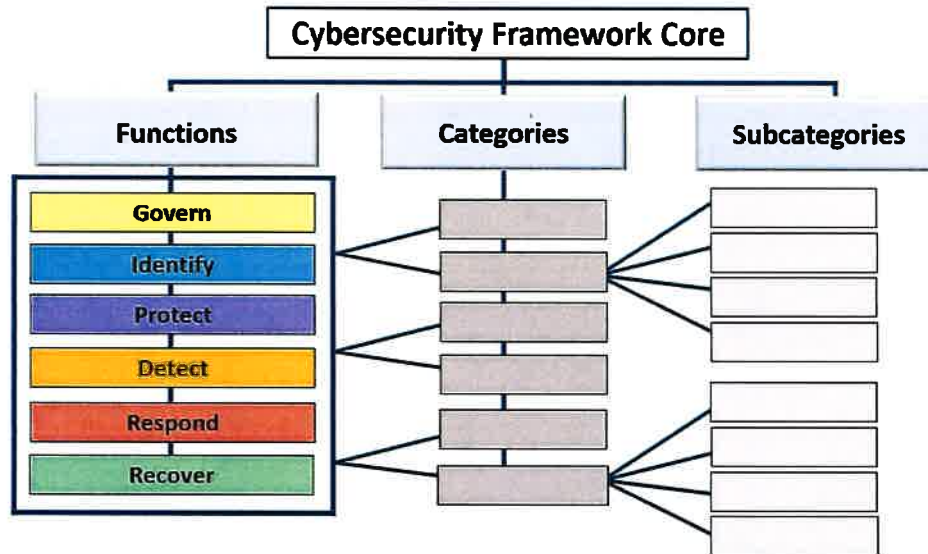 Cybersecurity Framework Core
Functions
Categories
Subcategories
Govern
Identify
Protect
Detect
Respond
Recover